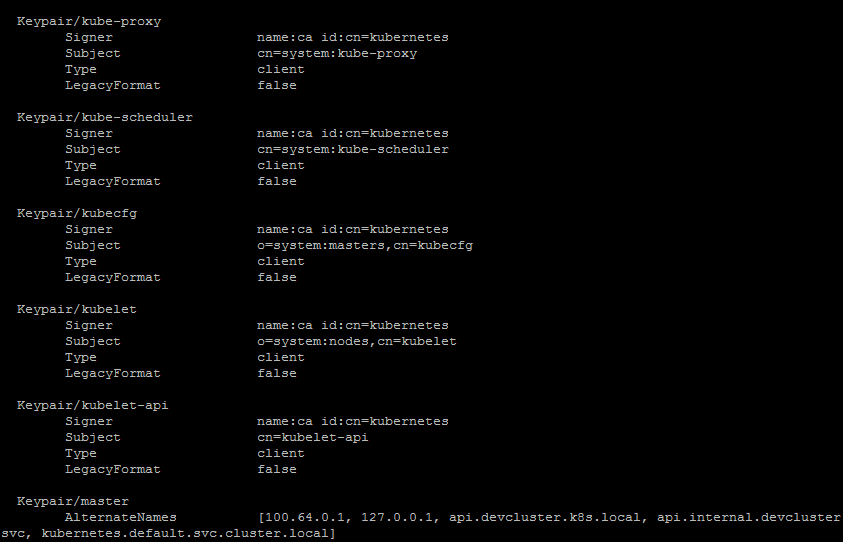 Keypair/kube-proxy
Signer name:ca id:cn=kubernetes
Subject cn=system:kube-proxy
Type client
LegacyFormat false
Keypair/kube-scheduler
Signer name:ca id:cn=kubernetes
Subject cn=system:kube-scheduler
Type client
LegacyFormat false
Keypair/kubecfg
Signer name:ca id:cn=kubernetes
Subject o=system:masters,cn=kubecfg
Type client
LegacyFormat false
Keypair/kubelet
Signer name:ca id:cn=kubernetes
Subject o=system:nodes,cn=kubelet
Type client
LegacyFormat false
Keypair/kubelet-api
Signer name:ca id:cn=kubernetes
Subject cn=kubelet-api
Type client
LegacyFormat false
Keypair/master
AlternateNames [100.64.0.1, 127.0.0.1, api.devcluster.k8s.local, api.internal.devcluster
svc, kubernetes.default.svc.cluster.local]